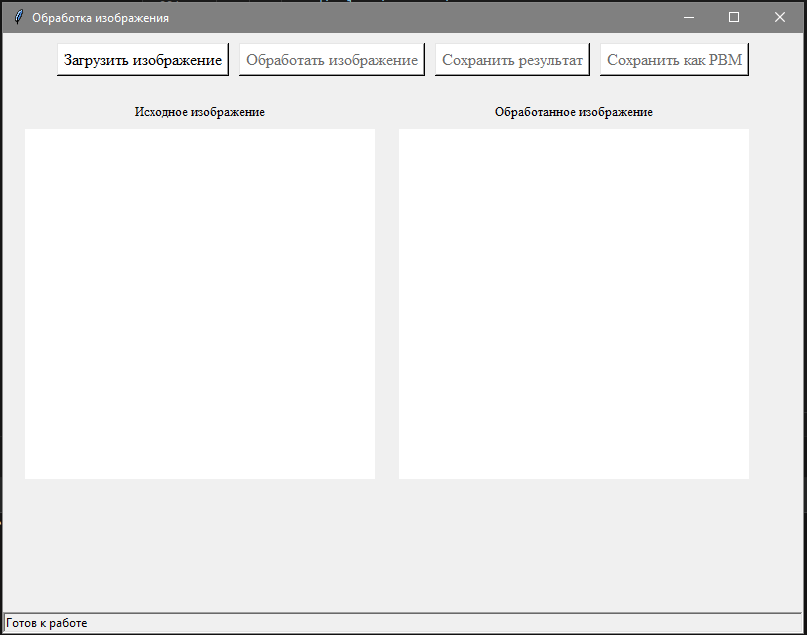 Обработка изображения
Загрузить изображение Обработать изображение Сохранить результат Сохранить как PBM
Исходное изображение Обработанное изображение
Готов к работе